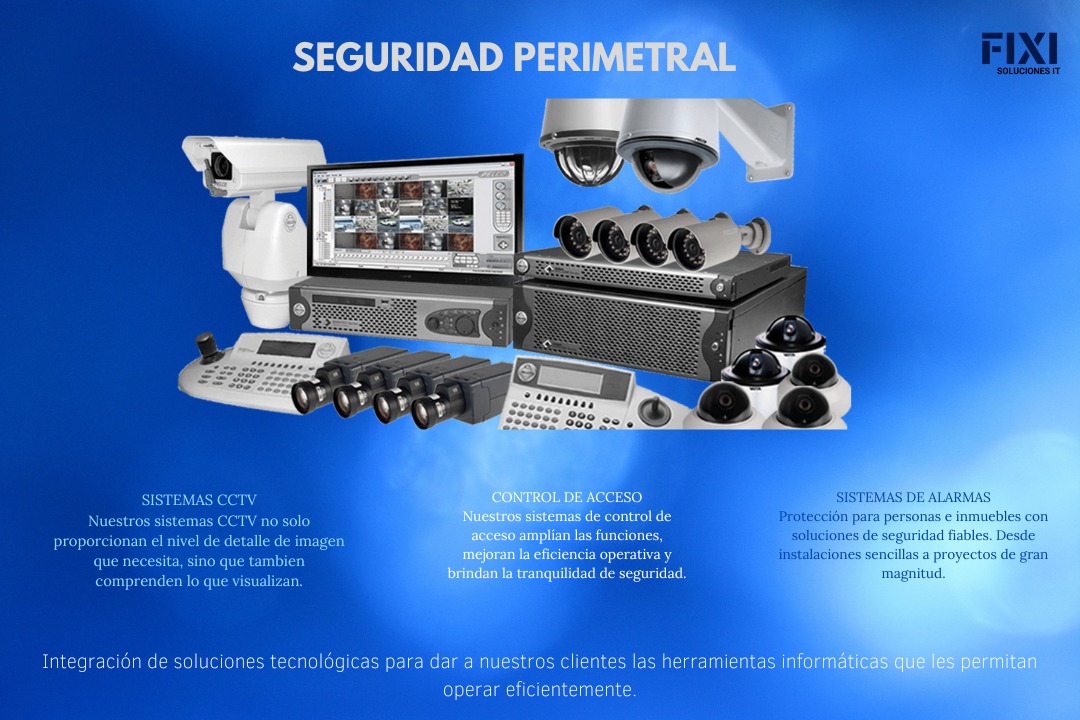 SEGURIDAD PERIMETRAL
FIXI
SOLUCIONES IT
SISTEMAS CCTV
Nuestros sistemas CCTV no solo
proporcionan el nivel de detalle de imagen
que necesita, sino que tambien
comprenden lo que visualizan.
CONTROL DE ACCESO
Nuestros sistemas de control de
acceso amplían las funciones,
mejoran la eficiencia operativa y
brindan la tranquilidad de seguridad.
SISTEMAS DE ALARMAS
Protección para personas e inmuebles con
soluciones de seguridad fiables. Desde
instalaciones sencillas a proyectos de gran
magnitud.
Integración de soluciones tecnológicas para dar a nuestros clientes las herramientas informáticas que les permitan
operar eficientemente.